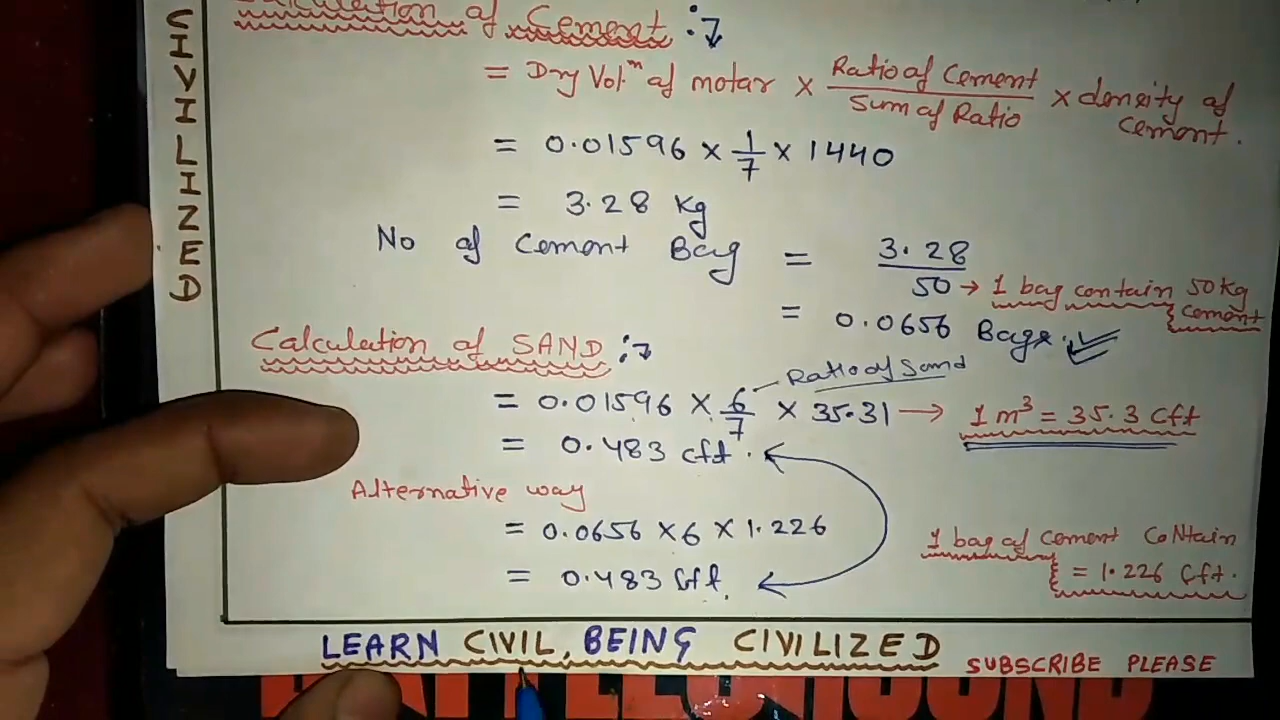 CIVILIZED
Calculation of Cement :7
= Dry Vol.m of motar × Ratio of Cement / Sum of Ratio × density of cement.
= 0.01596 × 1/7 × 1440
= 3.28 Kg
No of Cement Bag = 3.28 / 50 → 1 bag contain 50kg cement
= 0.0656 Bags.
Calculation of SAND :7
Ratio of Sand
= 0.01596 × 6/7 × 35.31 → 1 m³ = 35.3 Cft
= 0.483 cft.
Alternative way
= 0.0656 × 6 × 1.226
1 bag of cement CoNtain
= 1.226 Cft.
= 0.483 Cft.
LEARN CIVIL, BEING CIVILIZED
SUBSCRIBE PLEASE